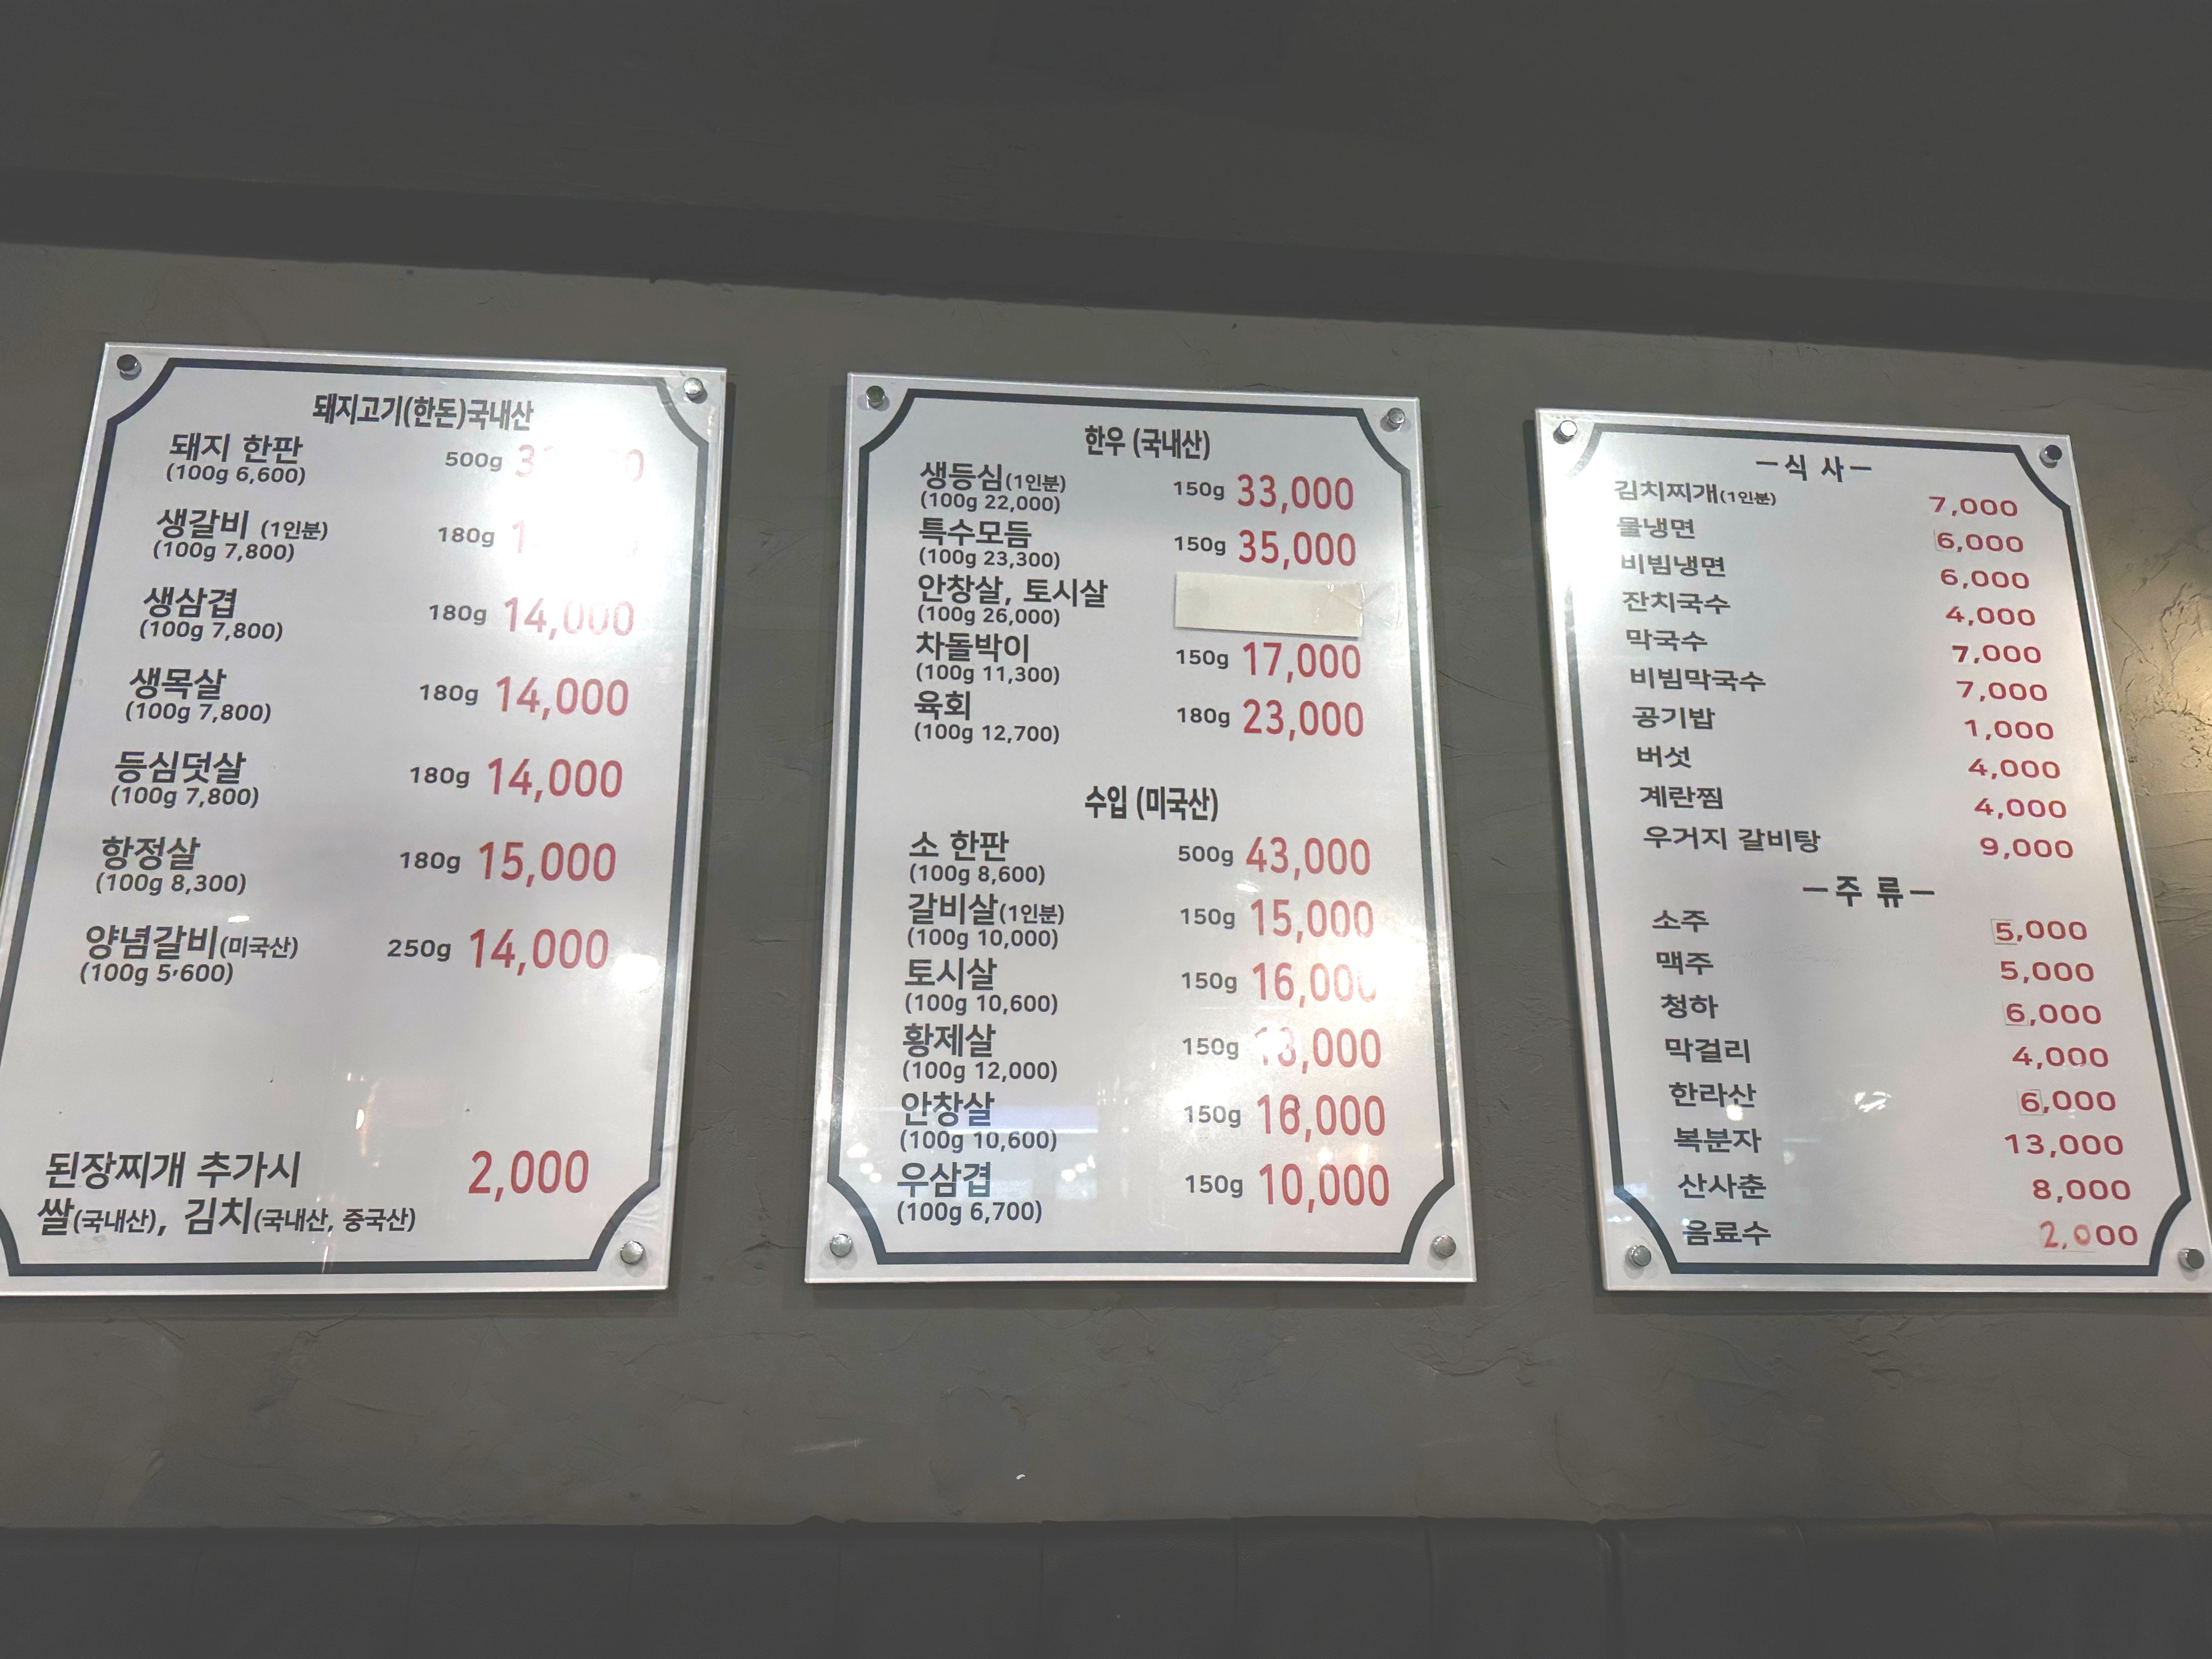 돼지고기(한돈)국내산
돼지 한판 500g
(100g 6,600)
생갈비 (1인분) 180g
(100g 7,800)
생삼겹 180g 14,000
(100g 7,800)
생목살 180g 14,000
(100g 7,800)
등심덧살 180g 14,000
(100g 7,800)
항정살 180g 15,000
(100g 8,300)
양념갈비(미국산) 250g 14,000
(100g 5,600)
된장찌개 추가시 2,000
쌀(국내산), 김치(국내산, 중국산)
한우 (국내산)
생등심(1인분) 150g 33,000
(100g 22,000)
특수모듬 150g 35,000
(100g 23,300)
안창살, 토시살
(100g 26,000)
차돌박이 150g 17,000
(100g 11,300)
육회 180g 23,000
(100g 12,700)
수입 (미국산)
소 한판 500g 43,000
(100g 8,600)
갈비살(1인분) 150g 15,000
(100g 10,000)
토시살 150g 16,000
(100g 10,600)
황제살 150g 18,000
(100g 12,000)
안창살 150g 16,000
(100g 10,600)
우삼겹 150g 10,000
(100g 6,700)
-식 사-
김치찌개(1인분) 7,000
물냉면 6,000
비빔냉면 6,000
잔치국수 4,000
막국수 7,000
비빔막국수 7,000
공기밥 1,000
버섯 4,000
계란찜 4,000
우거지 갈비탕 9,000
-주 류-
소주 5,000
맥주 5,000
청하 6,000
막걸리 4,000
한라산 6,000
복분자 13,000
산사춘 8,000
음료수 2,000